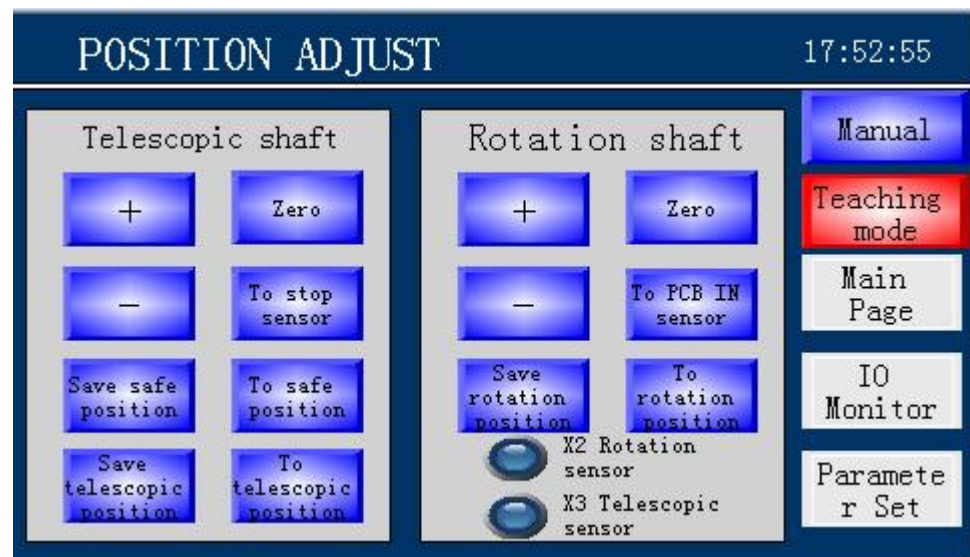 POSITION ADJUST
17:52:55
Telescopic shaft
+
Zero
-
To stop
sensor
Save safe
position
To safe
position
Save
telescopic
position
To
telescopic
position
Rotation shaft
+
Zero
-
To PCB IN
sensor
Save
rotation
position
To
rotation
position
X2 Rotation
sensor
X3 Telescopic
sensor
Manual
Teaching
mode
Main
Page
IO
Monitor
Paramete
r Set